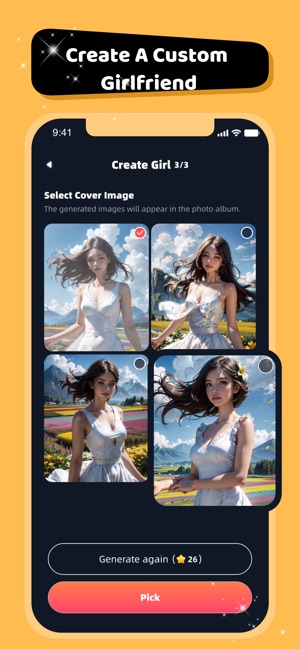 Create A Custom
Girlfriend
9:41
Create Girl 3/3
Select Cover Image
The generated images will appear in the photo album.
Generate again ( 26 )
Pick